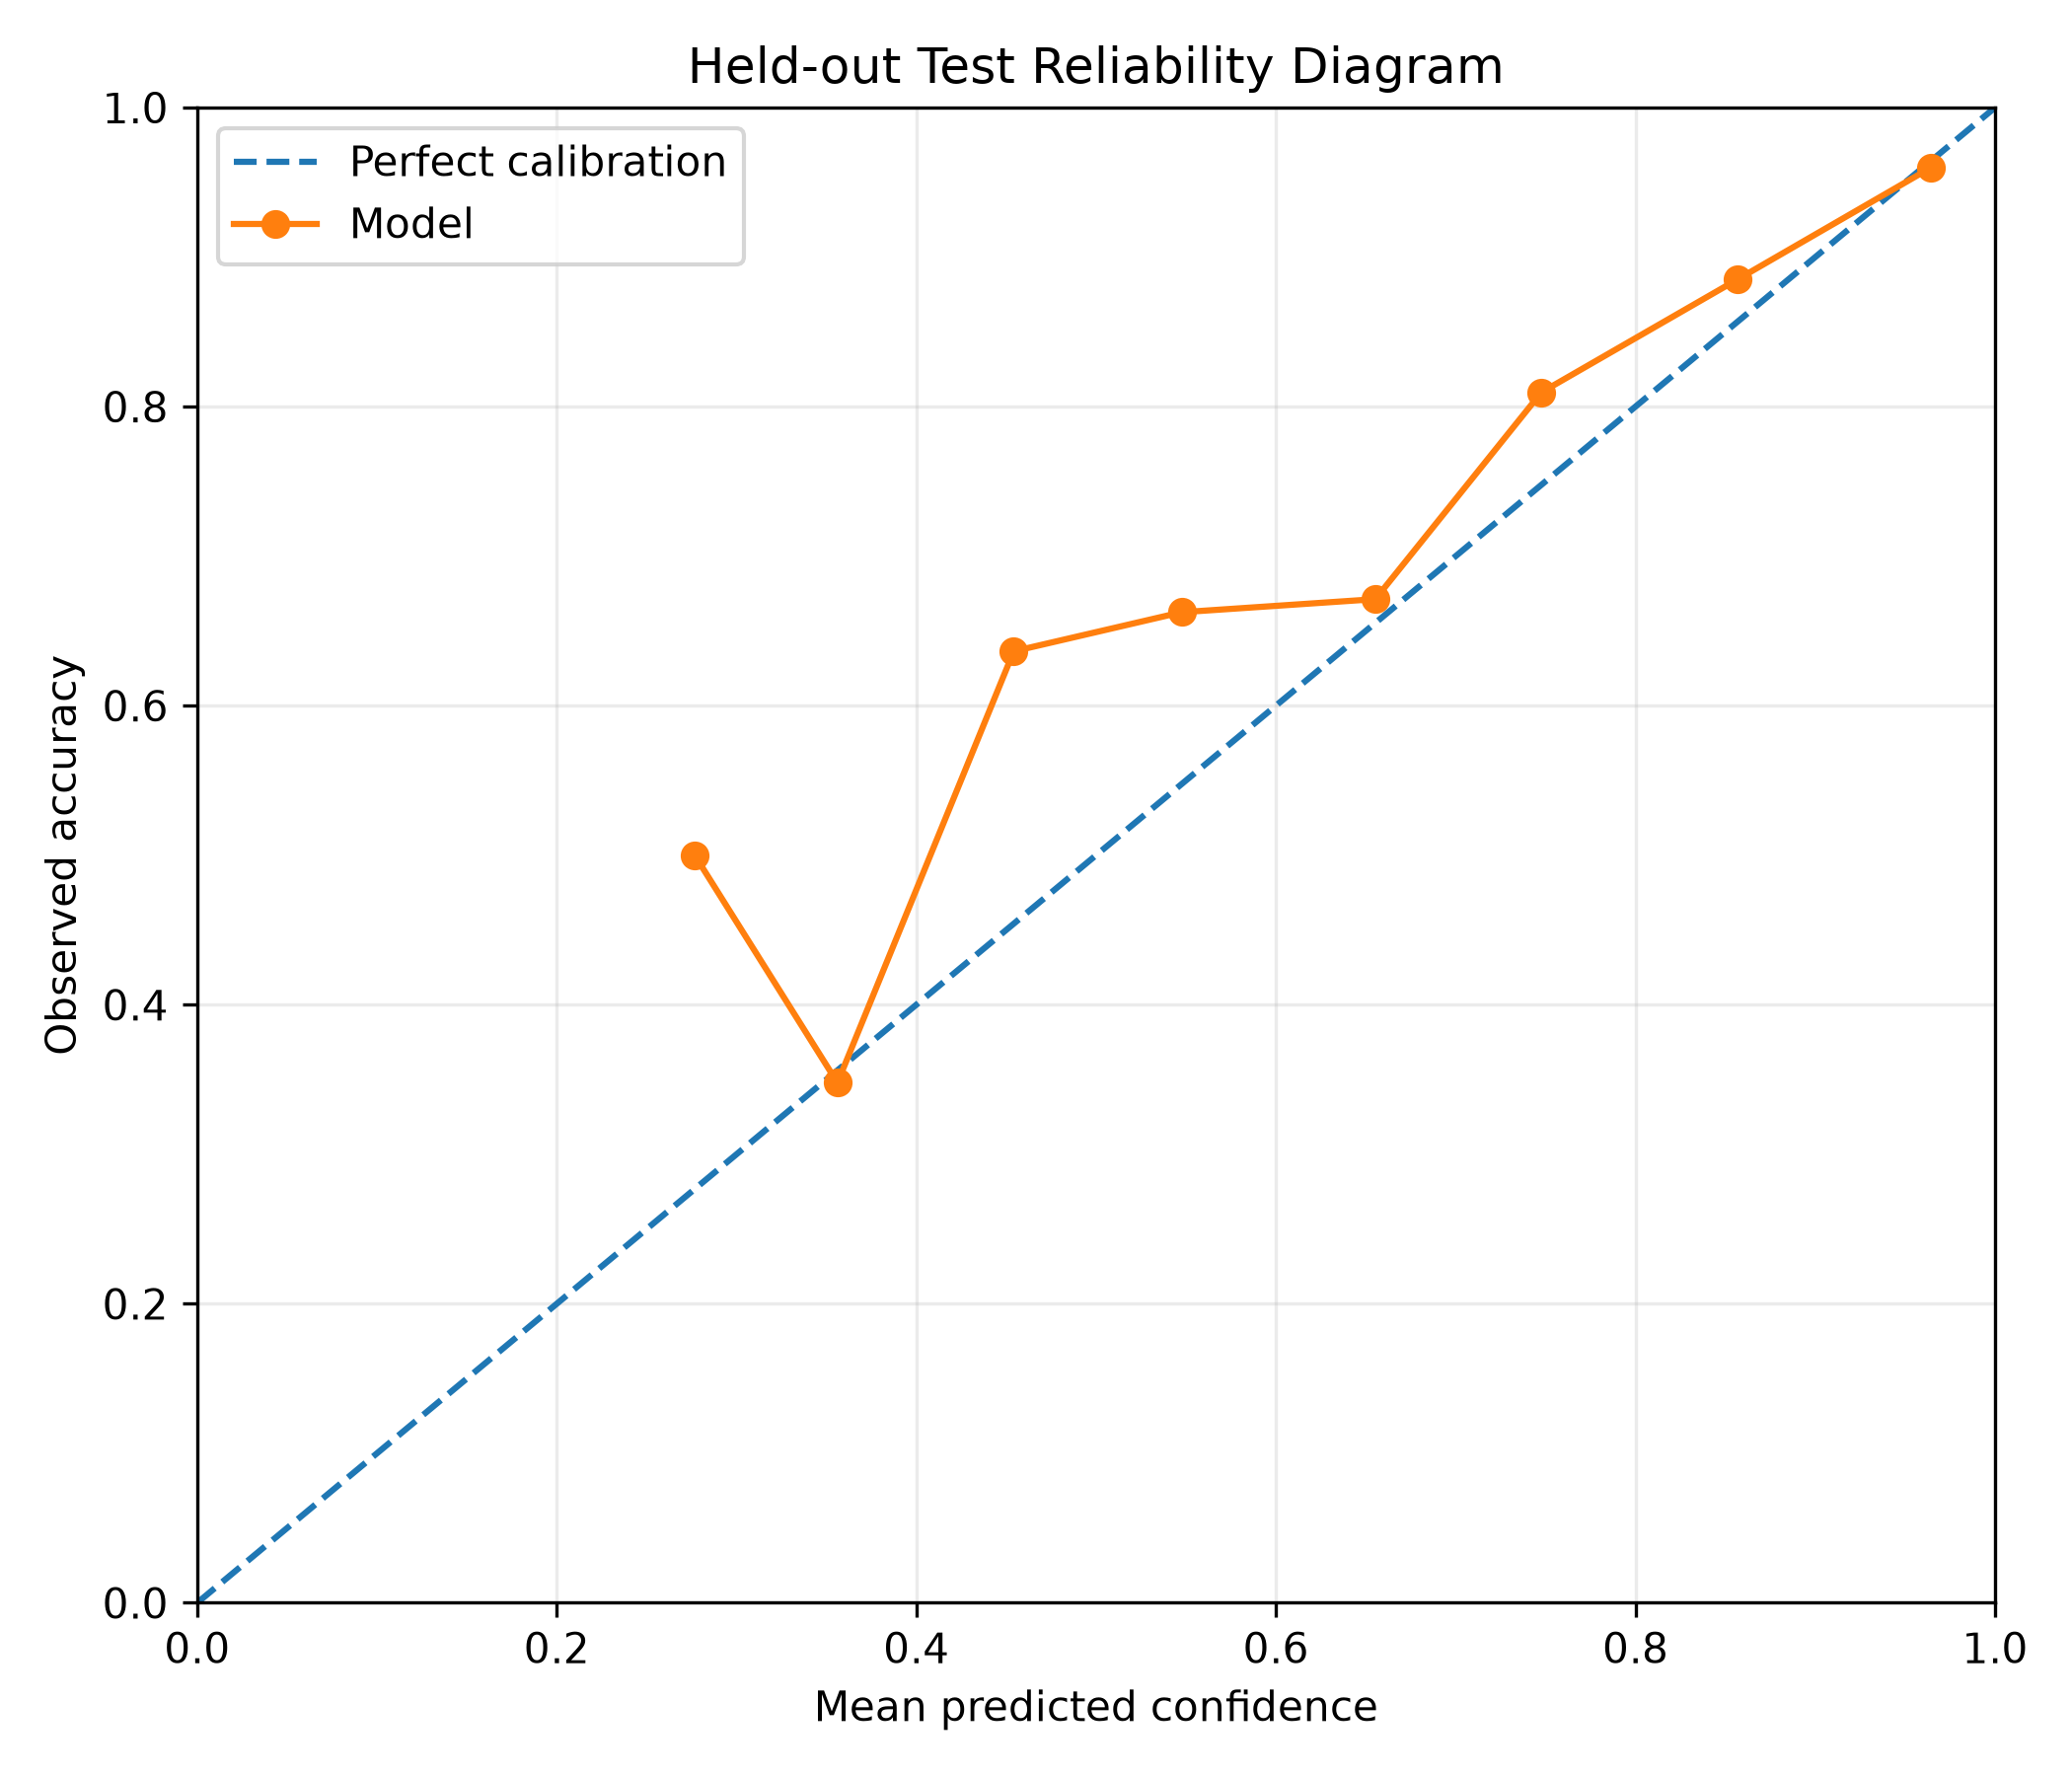 Held-out Test Reliability Diagram
1.0
Perfect calibration
Model
0.8
0.6
0.4
0.2
0.0
Observed accuracy
0.0 0.2 0.4 0.6 0.8 1.0
Mean predicted confidence